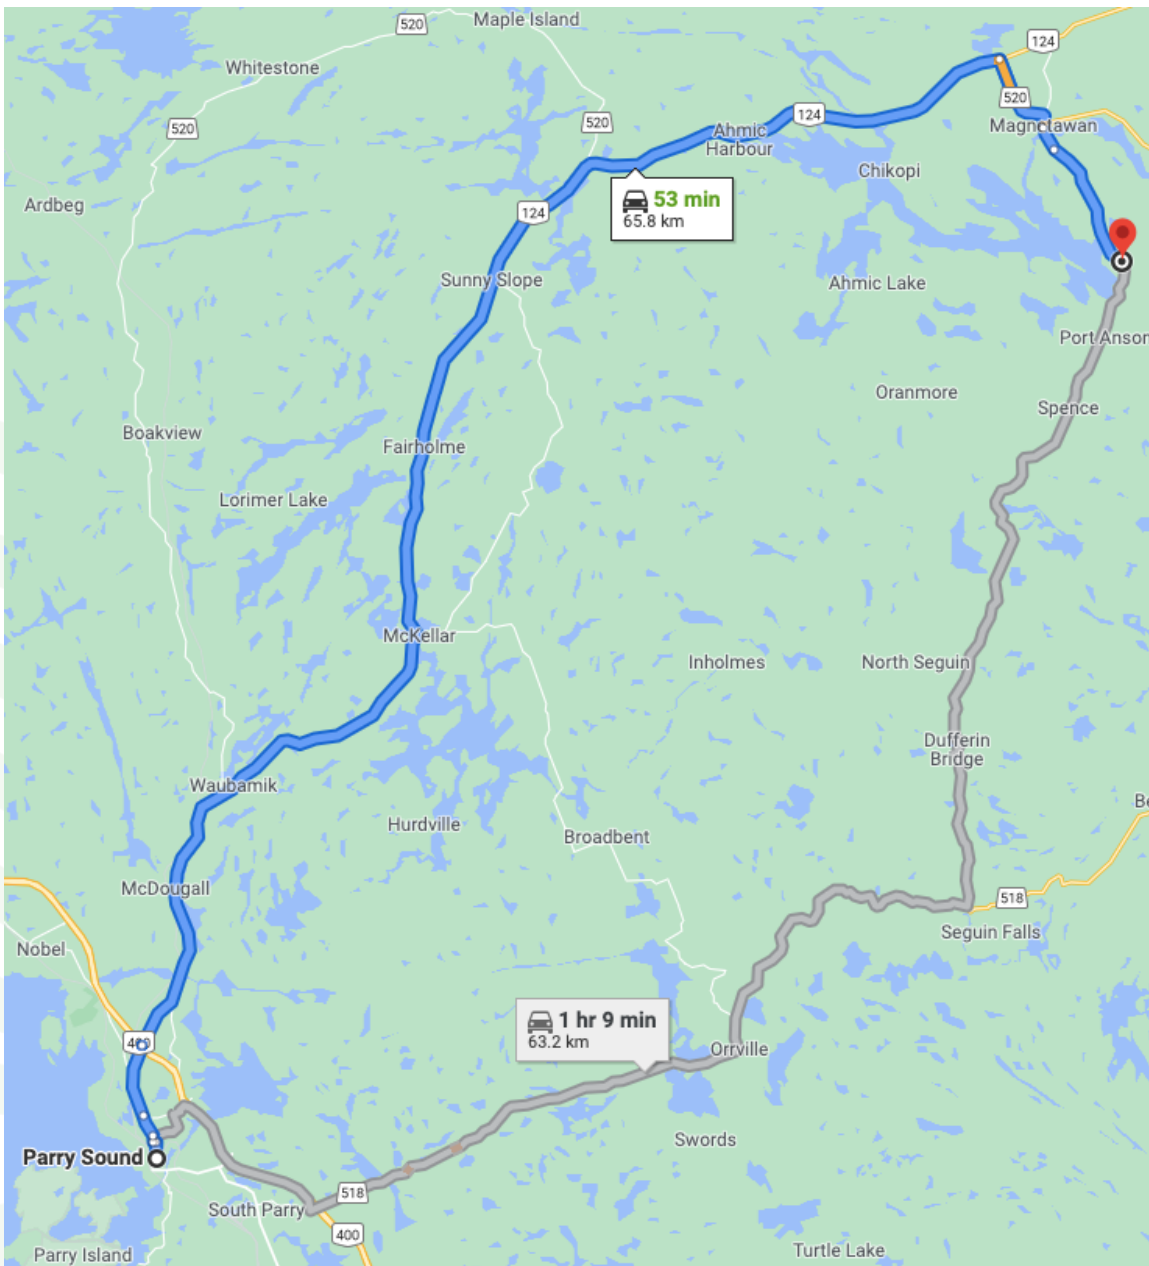 520
Maple Island
124
Whitestone
520
520
124
520
Ahmic
Harbour
Magnetawan
Chikopi
53 min
65.8 km
Ardbeg
124
Sunny Slope
Ahmic Lake
Port Anson
Oranmore
Spence
Boakview
Fairholme
Lorimer Lake
McKellar
Inholmes
North Seguin
Dufferin
Bridge
Waubamik
Be
Hurdville
Broadbent
McDougall
518
Seguin Falls
Nobel
1 hr 9 min
63.2 km
400
Orrville
Swords
Parry Sound
518
South Parry
400
Parry Island
Turtle Lake